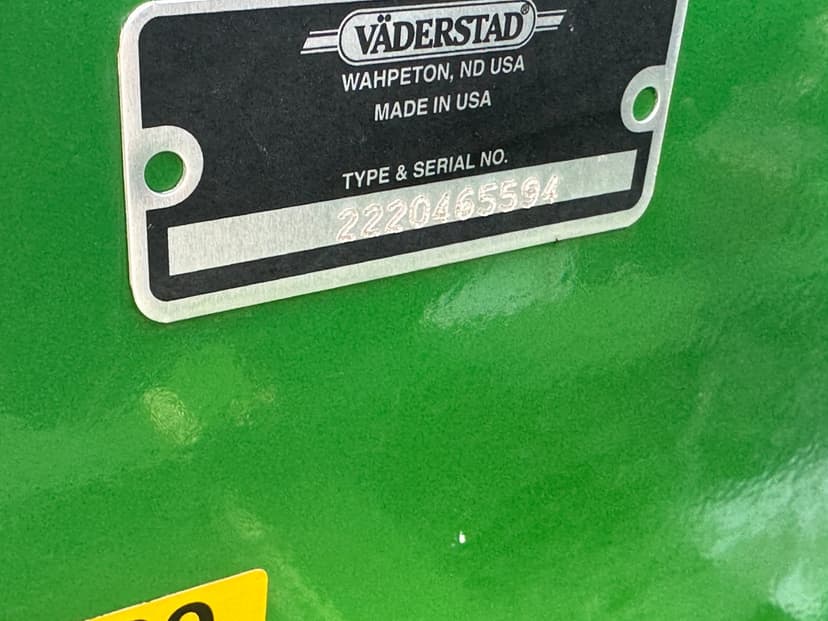 VÄDERSTAD®
WAHPETON, ND USA
MADE IN USA
TYPE & SERIAL NO.
2220465594